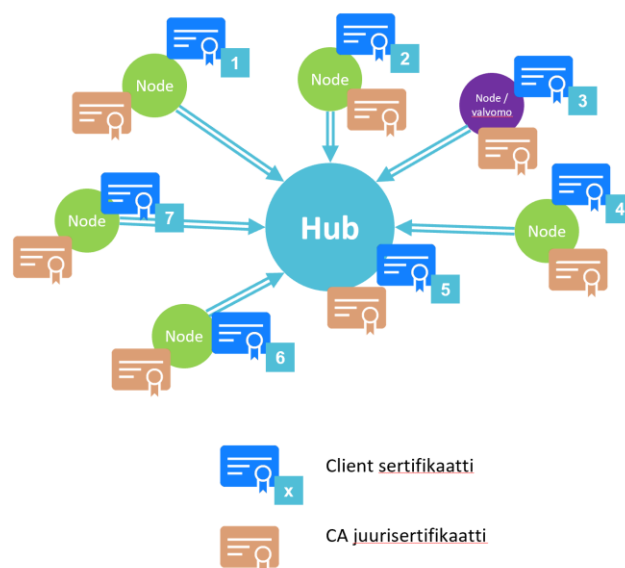 1
Node
2
Node
3
Node /
valvomo
4
Node
7
Node
Hub
5
Node
6
x
Client sertifikaatti
CA juurisertifikaatti